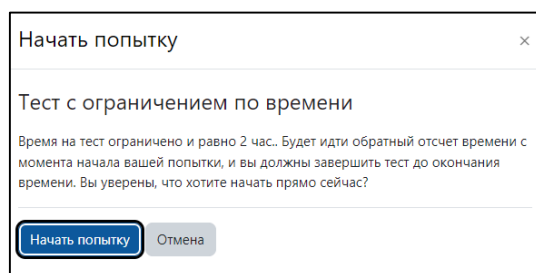 Начать попытку ×
Тест с ограничением по времени
Время на тест ограничено и равно 2 час.. Будет идти обратный отсчет времени с
момента начала вашей попытки, и вы должны завершить тест до окончания
времени. Вы уверены, что хотите начать прямо сейчас?
Начать попытку Отмена